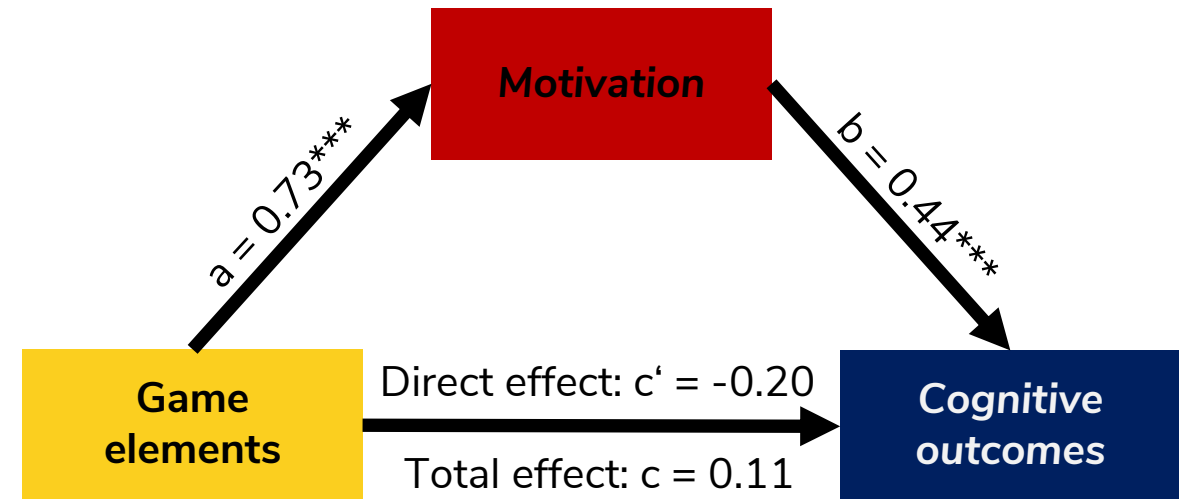 Motivation
a = 0.73***
b = 0.44***
Game
elements
Direct effect: c‘ = -0.20
Total effect: c = 0.11
Cognitive
outcomes